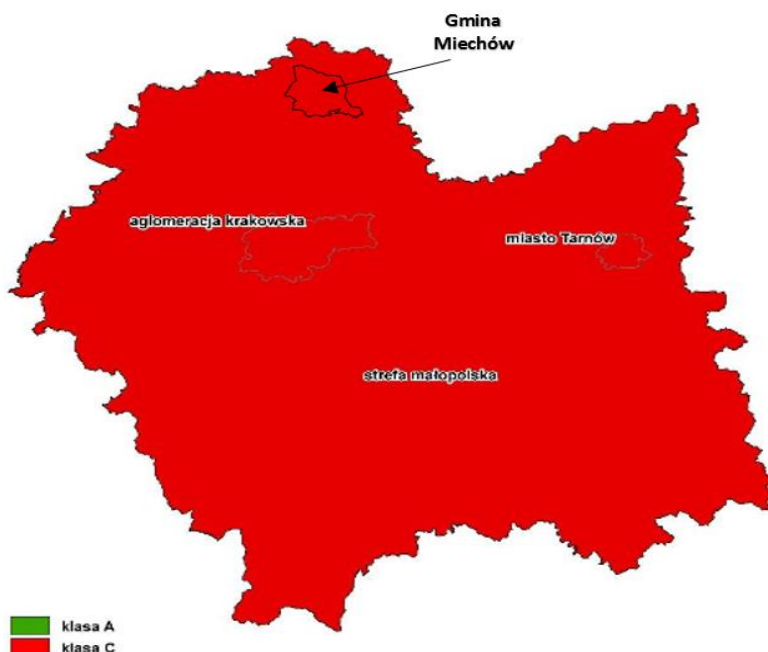 Gmina
Miechów
aglomeracja krakowska
miasto Tarnów
strefa małopolska
klasa A
klasa C